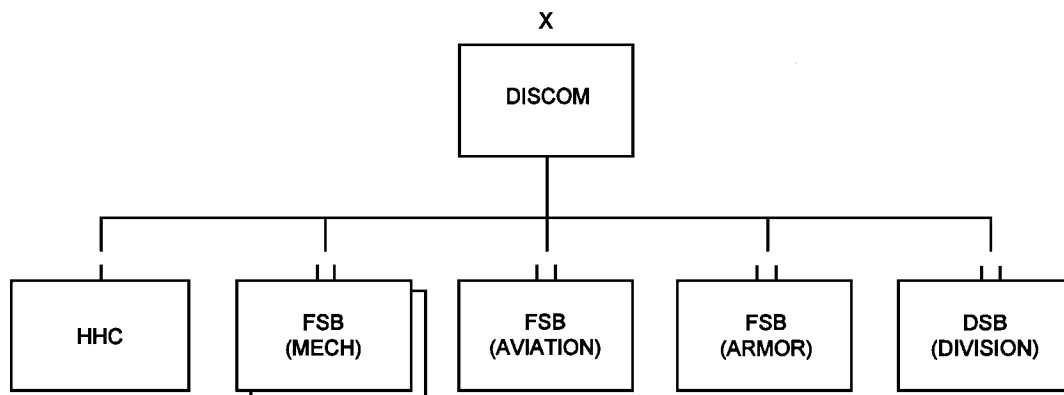 X
DISCOM
HHC
FSB
(MECH)
FSB
(AVIATION)
FSB
(ARMOR)
DSB
(DIVISION)